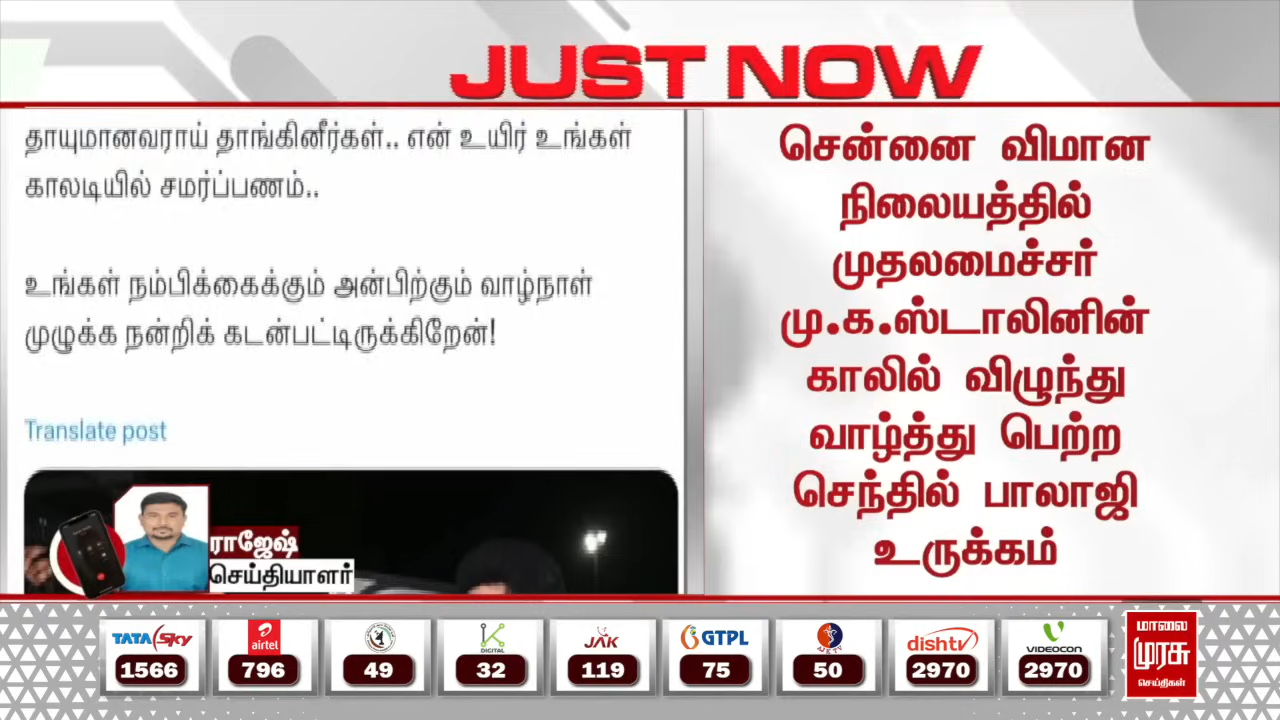 JUST NOW
தாயுமானவராய் தாங்கினீர்கள்.. என் உயிர் உங்கள்
காலடியில் சமர்ப்பணம்..
உங்கள் நம்பிக்கைக்கும் அன்பிற்கும் வாழ்நாள்
முழுக்க நன்றிக் கடன்பட்டிருக்கிறேன்!
Translate post
ராஜேஷ்
செய்தியாளர்
சென்னை விமான
நிலையத்தில்
முதலமைச்சர்
மு.க.ஸ்டாலினின்
காலில் விழுந்து
வாழ்த்து பெற்ற
செந்தில் பாலாஜி
உருக்கம்
TATA Sky
1566
airtel
796
49
DIGITAL
32
JAK
119
GTPL
75
50
dishtv
2970
VIDEOCON
2970
மாலை
முரசு
செய்திகள்